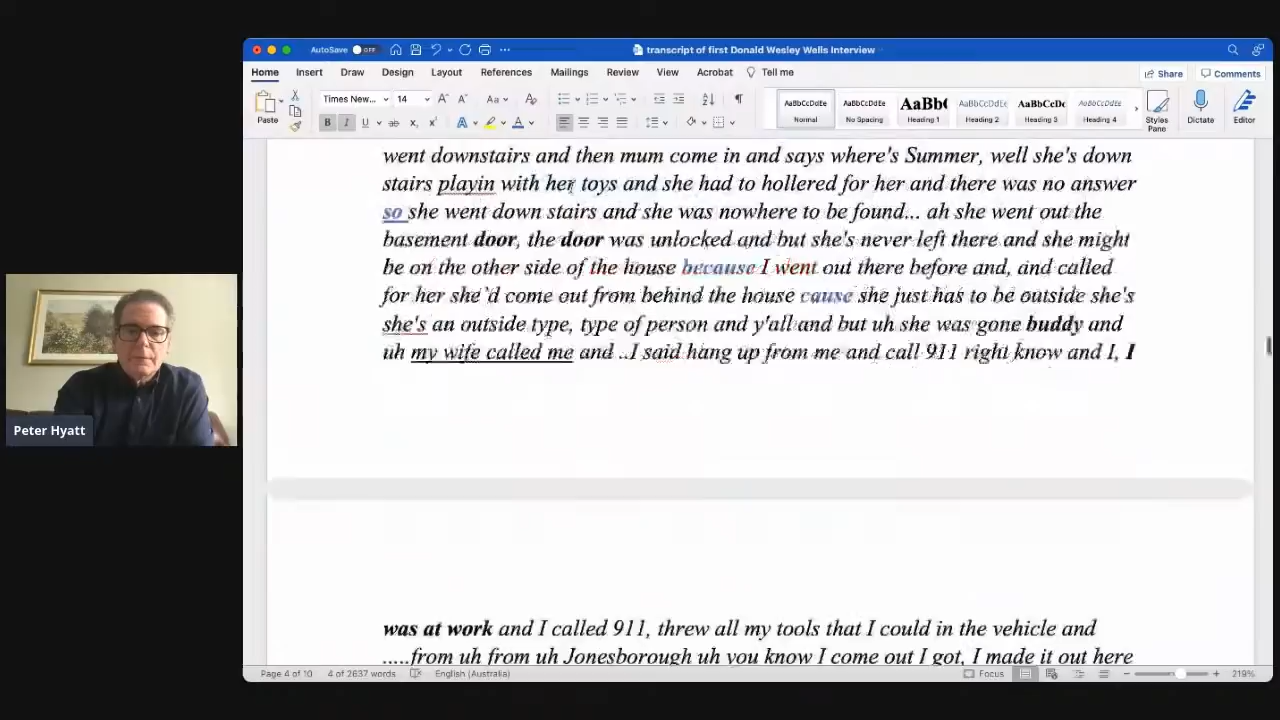 AutoSave OFF
transcript of first Donald Wesley Wells Interview
Home Insert Draw Design Layout References Mailings Review View Acrobat Tell me
Share Comments
Paste
Times New... 14
Normal No Spacing Heading 1 Heading 2 Heading 3 Heading 4
Styles Pane
Dictate
Editor
went downstairs and then mum come in and says where's Summer, well she's down
stairs playin with her toys and she had to hollered for her and there was no answer
so she went down stairs and she was nowhere to be found... ah she went out the
basement door, the door was unlocked and but she's never left there and she might
be on the other side of the house because I went out there before and, and called
for her she'd come out from behind the house cause she just has to be outside she's
she's an outside type, type of person and y'all and but uh she was gone buddy and
uh my wife called me and ..I said hang up from me and call 911 right know and I, I
was at work and I called 911, threw all my tools that I could in the vehicle and
.....from uh from uh Jonesborough uh you know I come out I got, I made it out here
Peter Hyatt
Page 4 of 10 4 of 2637 words English (Australia)
Focus 219%